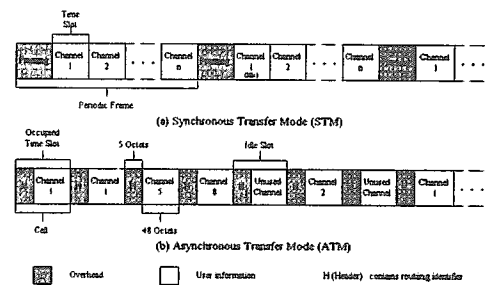 Time
Slot
Framing Channel 1 Channel 2 . . . Channel n Framing Channel 1 Channel 2 . . . Channel n Channel 1 . . .
Periodic Frame
(a) Synchronous Transfer Mode (STM)
Occupied
Time Slot
5 Octets
Idle Slot
H Channel 1 H Channel 1 H Channel 5 H Channel 8 H Unused Channel Channel 2 Unused Channel Channel 1 . . .
Cell
48 Octets
(b) Asynchronous Transfer Mode (ATM)
Overhead
User information
H (Header) contains routing identifier